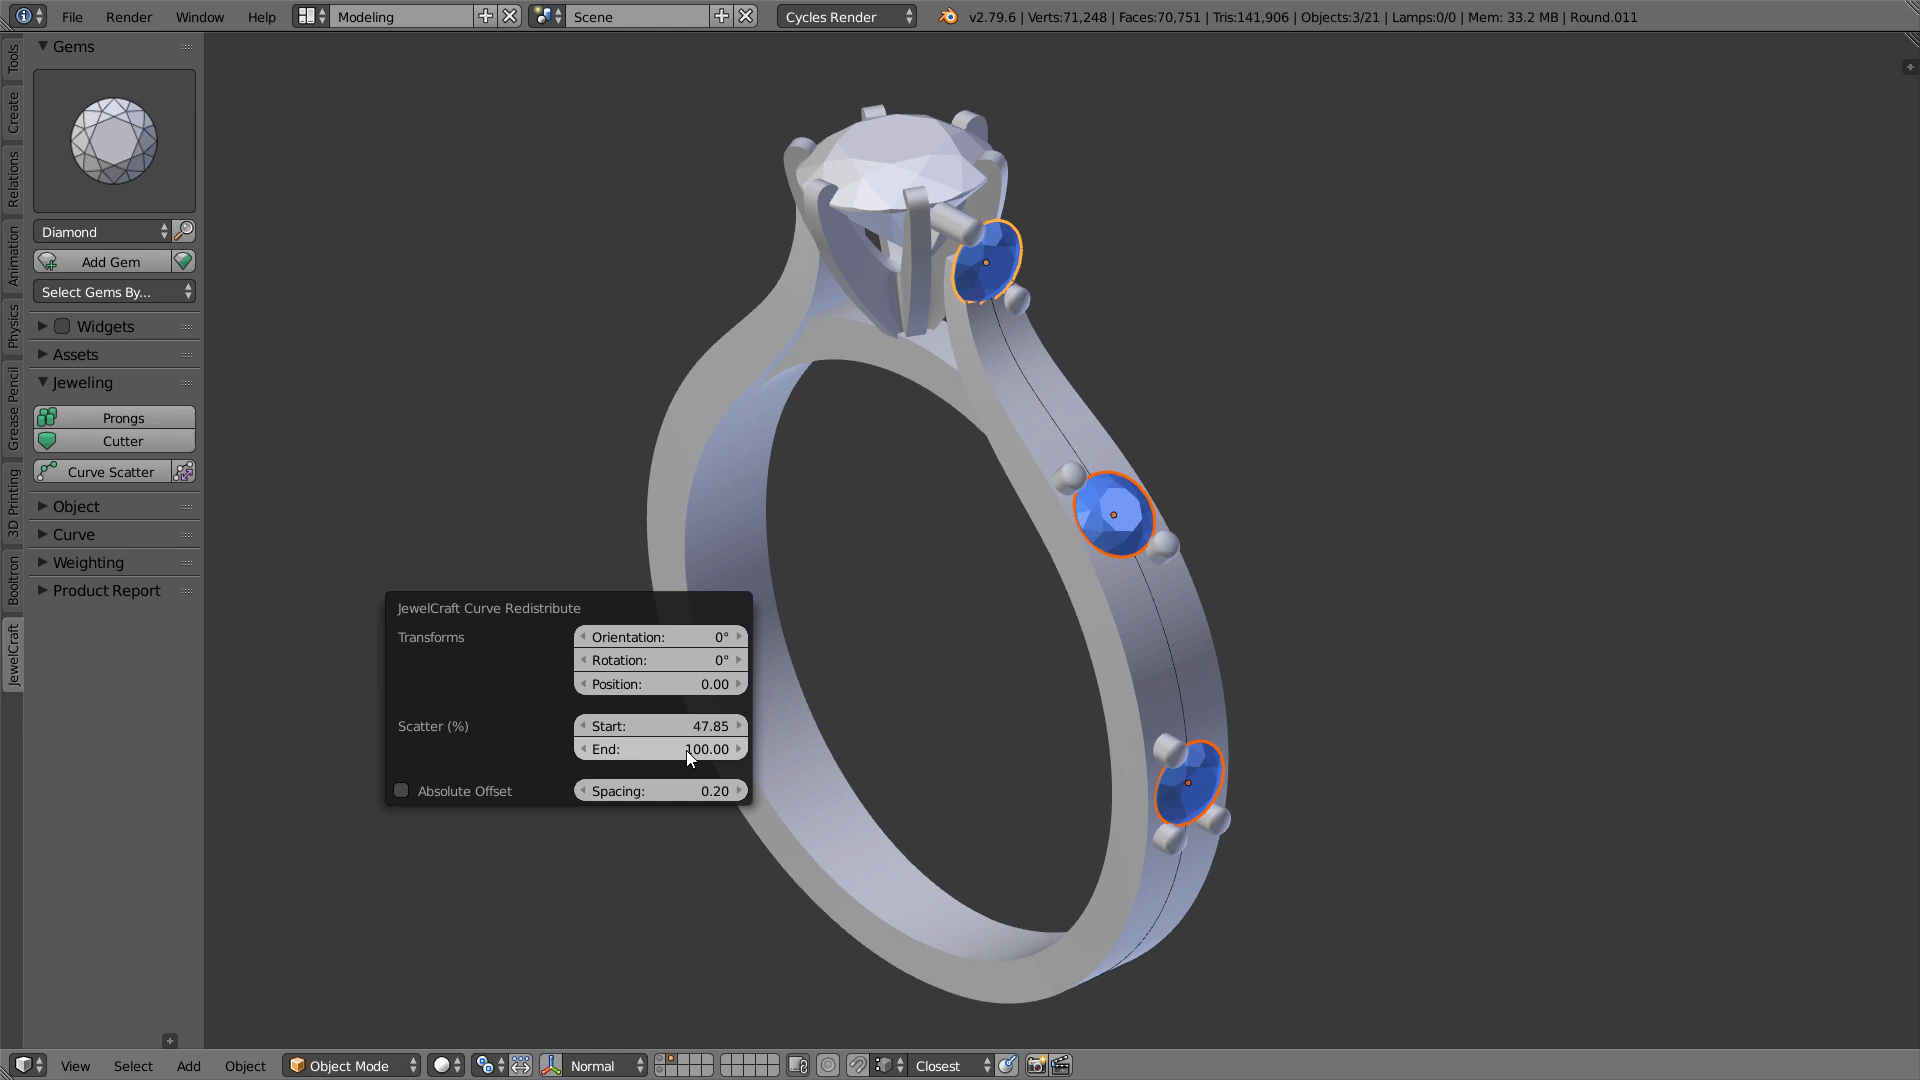 File Render Window Help Modeling Scene Cycles Render v2.79.6 | Verts:71,248 | Faces:70,751 | Tris:141,906 | Objects:3/21 | Lamps:0/0 | Mem: 33.2 MB | Round.011
Tools
Create
Relations
Animation
Physics
Grease Pencil
3D Printing
Booltron
JewelCraft
Gems
Diamond
Add Gem
Select Gems By...
Widgets
Assets
Jeweling
Prongs
Cutter
Curve Scatter
Object
Curve
Weighting
Product Report
JewelCraft Curve Redistribute
Transforms Orientation: 0°
Rotation: 0°
Position: 0.00
Scatter (%) Start: 47.85
End: 100.00
Absolute Offset Spacing: 0.20
View Select Add Object Object Mode Normal Closest